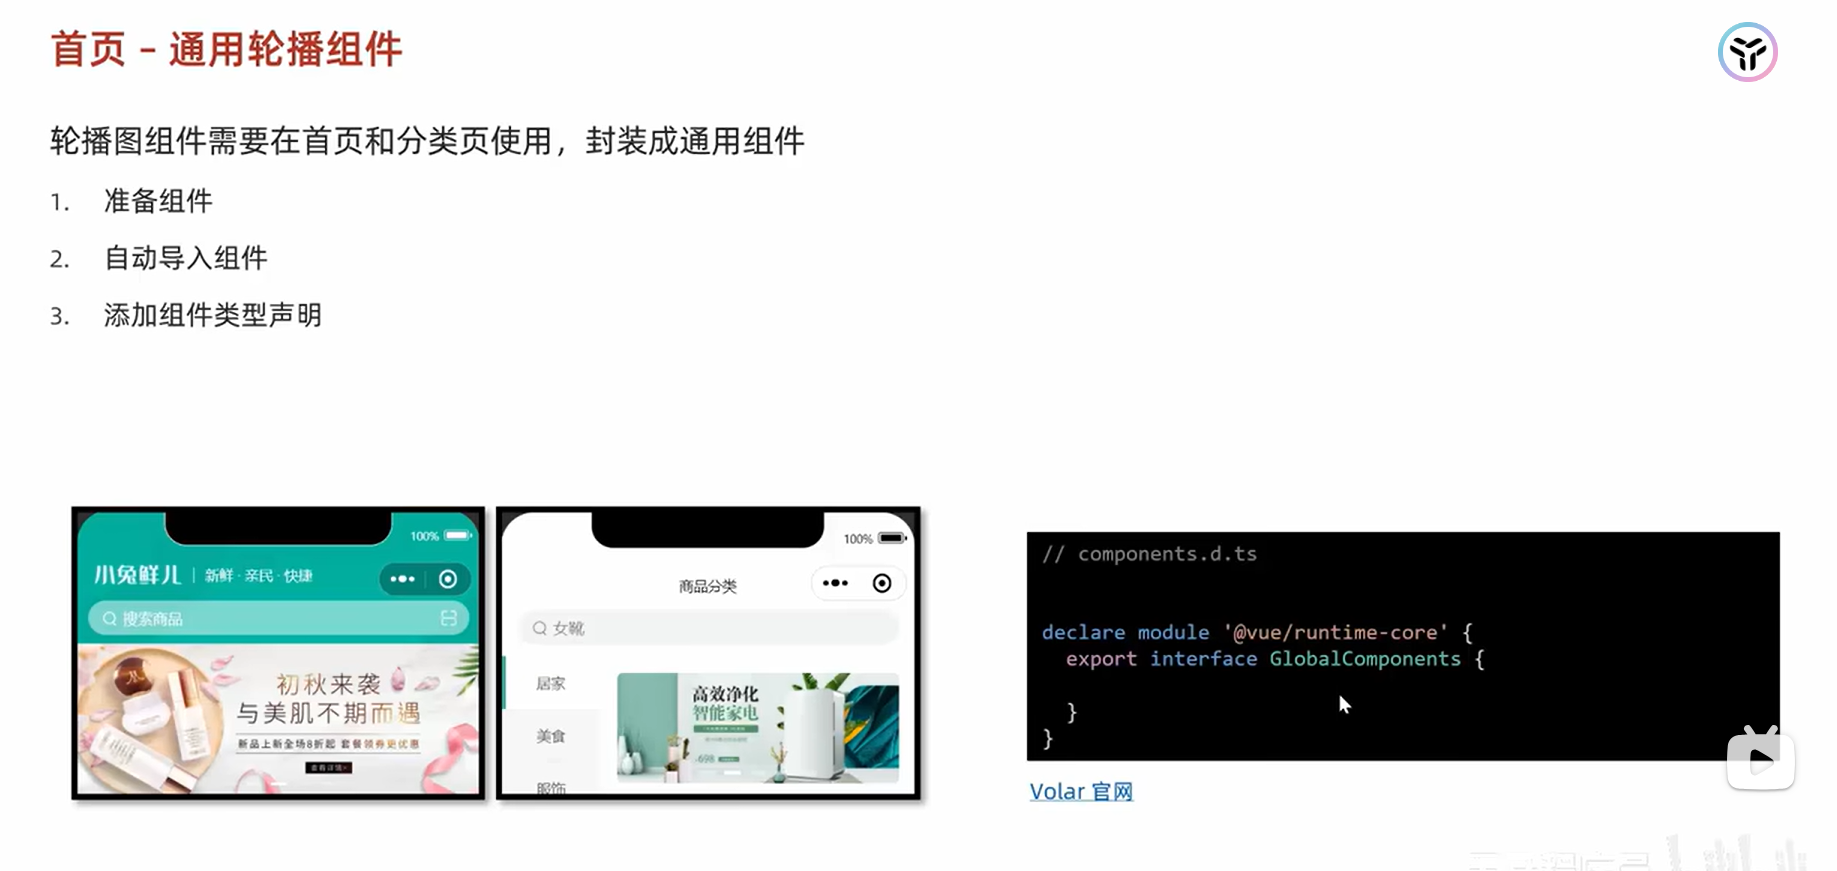 首页 – 通用轮播组件
轮播图组件需要在首页和分类页使用，封装成通用组件
1. 准备组件
2. 自动导入组件
3. 添加组件类型声明
100%
小兔鲜儿 | 新鲜·亲民·快捷
搜索商品
初秋来袭
与美肌不期而遇
新品上新全场8折起 套餐领券更优惠
查看详情
100%
商品分类
女靴
居家
美食
服饰
高效净化
智能家电
// components.d.ts
declare module '@vue/runtime-core' {
export interface GlobalComponents {
}
}
Volar 官网